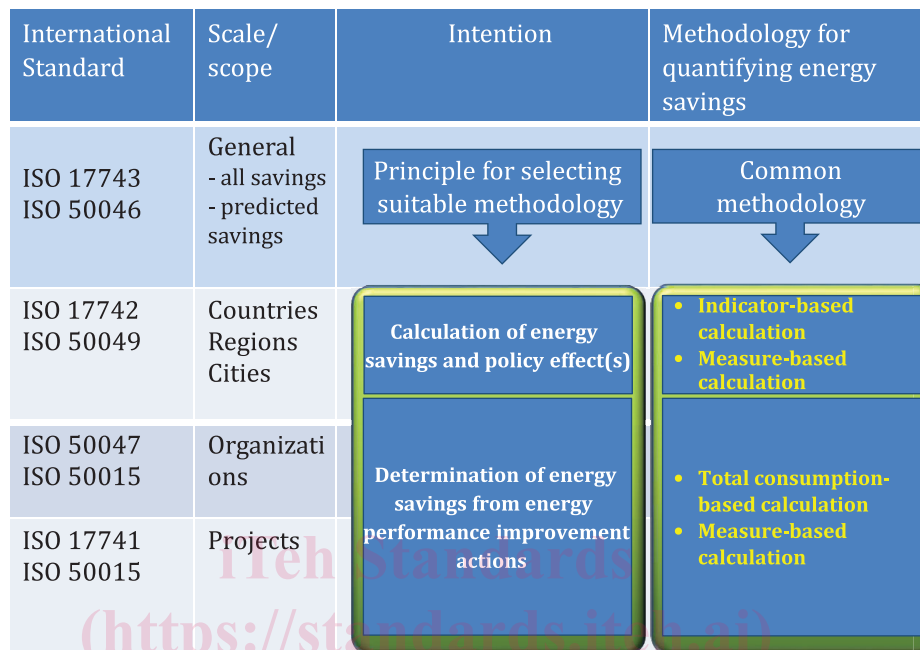 International
Standard
Scale/
scope
Intention
Methodology for
quantifying energy
savings
ISO 17743
ISO 50046
General
- all savings
- predicted
savings
Principle for selecting
suitable methodology
Common
methodology
ISO 17742
ISO 50049
Countries
Regions
Cities
Calculation of energy
savings and policy effect(s)
• Indicator-based
calculation
• Measure-based
calculation
ISO 50047
ISO 50015
Organizati
ons
Determination of energy
savings from energy
performance improvement
actions
• Total consumption-
based calculation
• Measure-based
calculation
ISO 17741
ISO 50015
Projects
iTeh Standards
(https://standards.iteh.ai)